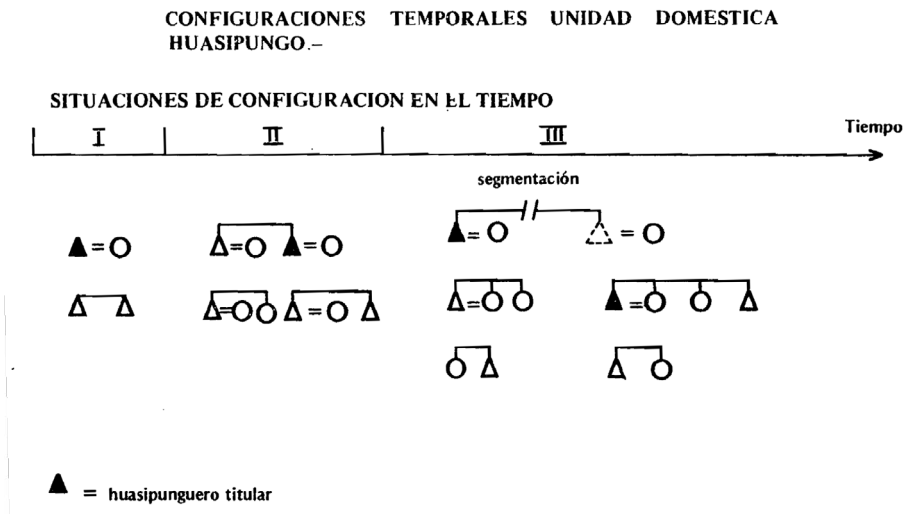 CONFIGURACIONES TEMPORALES UNIDAD DOMESTICA
HUASIPUNGO.–
SITUACIONES DE CONFIGURACION EN EL TIEMPO
I II III Tiempo
segmentación
▲ = huasipunguero titular